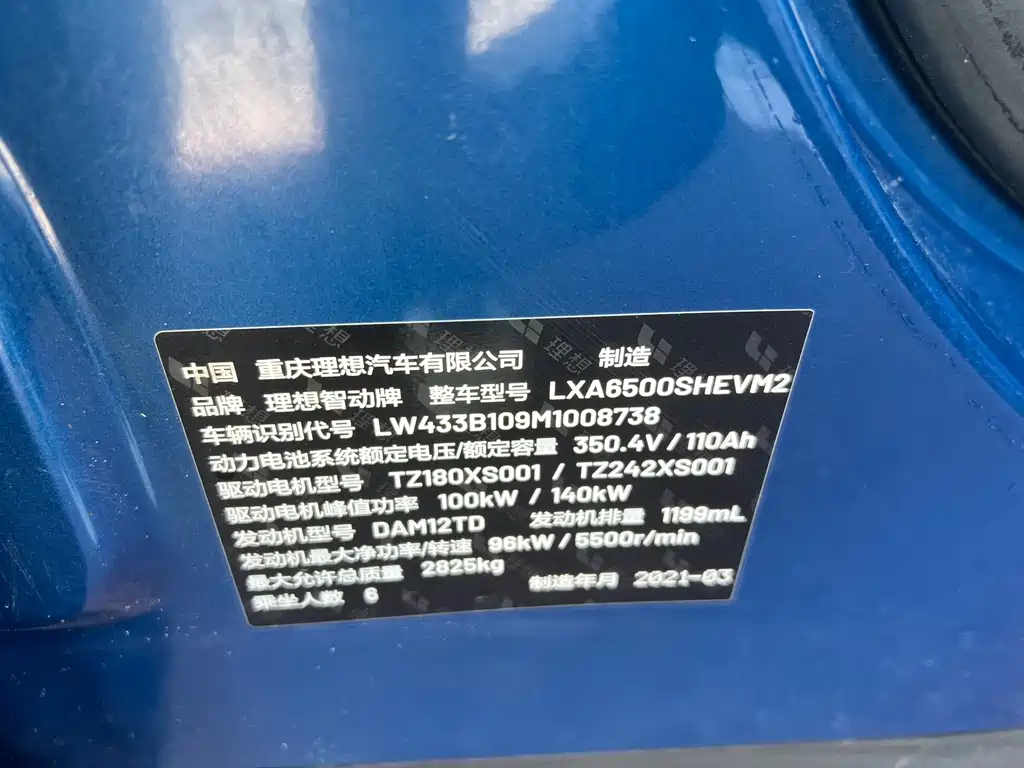 中国 重庆理想汽车有限公司 制造
品牌 理想智动牌 整车型号 LXA6500SHEVM2
车辆识别代号 LW433B109M1008738
动力电池系统额定电压/额定容量 350.4V / 110Ah
驱动电机型号 TZ180XS001 / TZ242XS001
驱动电机峰值功率 100kW / 140kW
发动机型号 DAM12TD 发动机排量 1199mL
发动机最大净功率/转速 96kW / 5500r/min
最大允许总质量 2825kg
乘坐人数 6 制造年月 2021-03